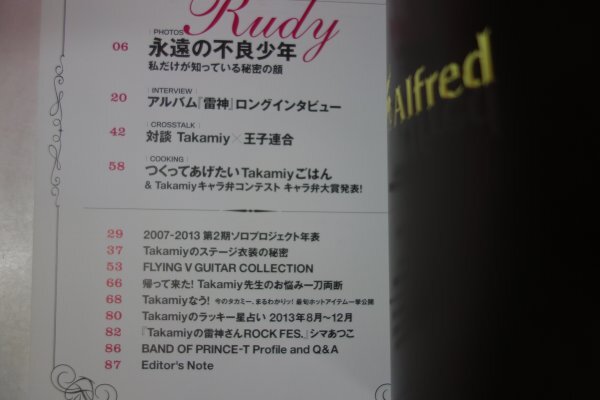 Rudy
| PHOTOS |
06 永遠の不良少年
私だけが知っている秘密の顔
| INTERVIEW |
20 アルバム『雷神』ロングインタビュー
| CROSSTALK |
42 対談 Takamiy×王子連合
| COOKING |
58 つくってあげたいTakamiyごはん
& Takamiyキャラ弁コンテスト キャラ弁大賞発表!
29 2007-2013 第2期ソロプロジェクト年表
37 Takamiyのステージ衣装の秘密
53 FLYING V GUITAR COLLECTION
66 帰って来た! Takamiy先生のお悩み一刀両断
68 Takamiyなう! 今のタカミー、まるわかりッ! 最旬ホットアイテム一挙公開
80 Takamiyのラッキー星占い 2013年8月〜12月
82 『Takamiyの雷神さんROCK FES.』シマあつこ
86 BAND OF PRINCE-T Profile and Q&A
87 Editor's Note
Alfred